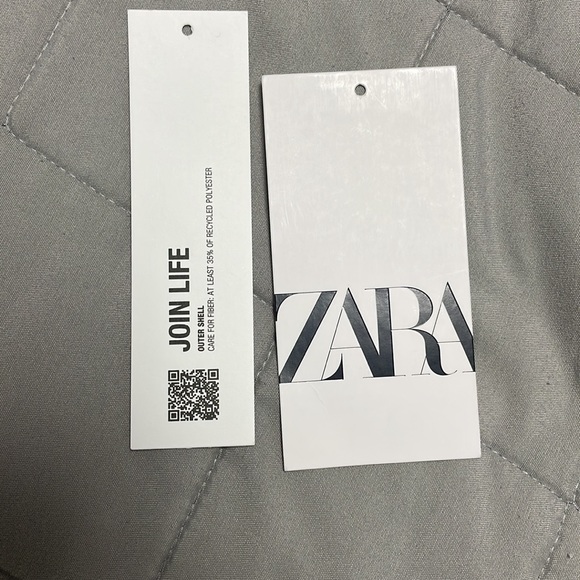 JOIN LIFE
OUTER SHELL
CARE FOR FIBER: AT LEAST 35% OF RECYCLED POLYESTER
ZARA